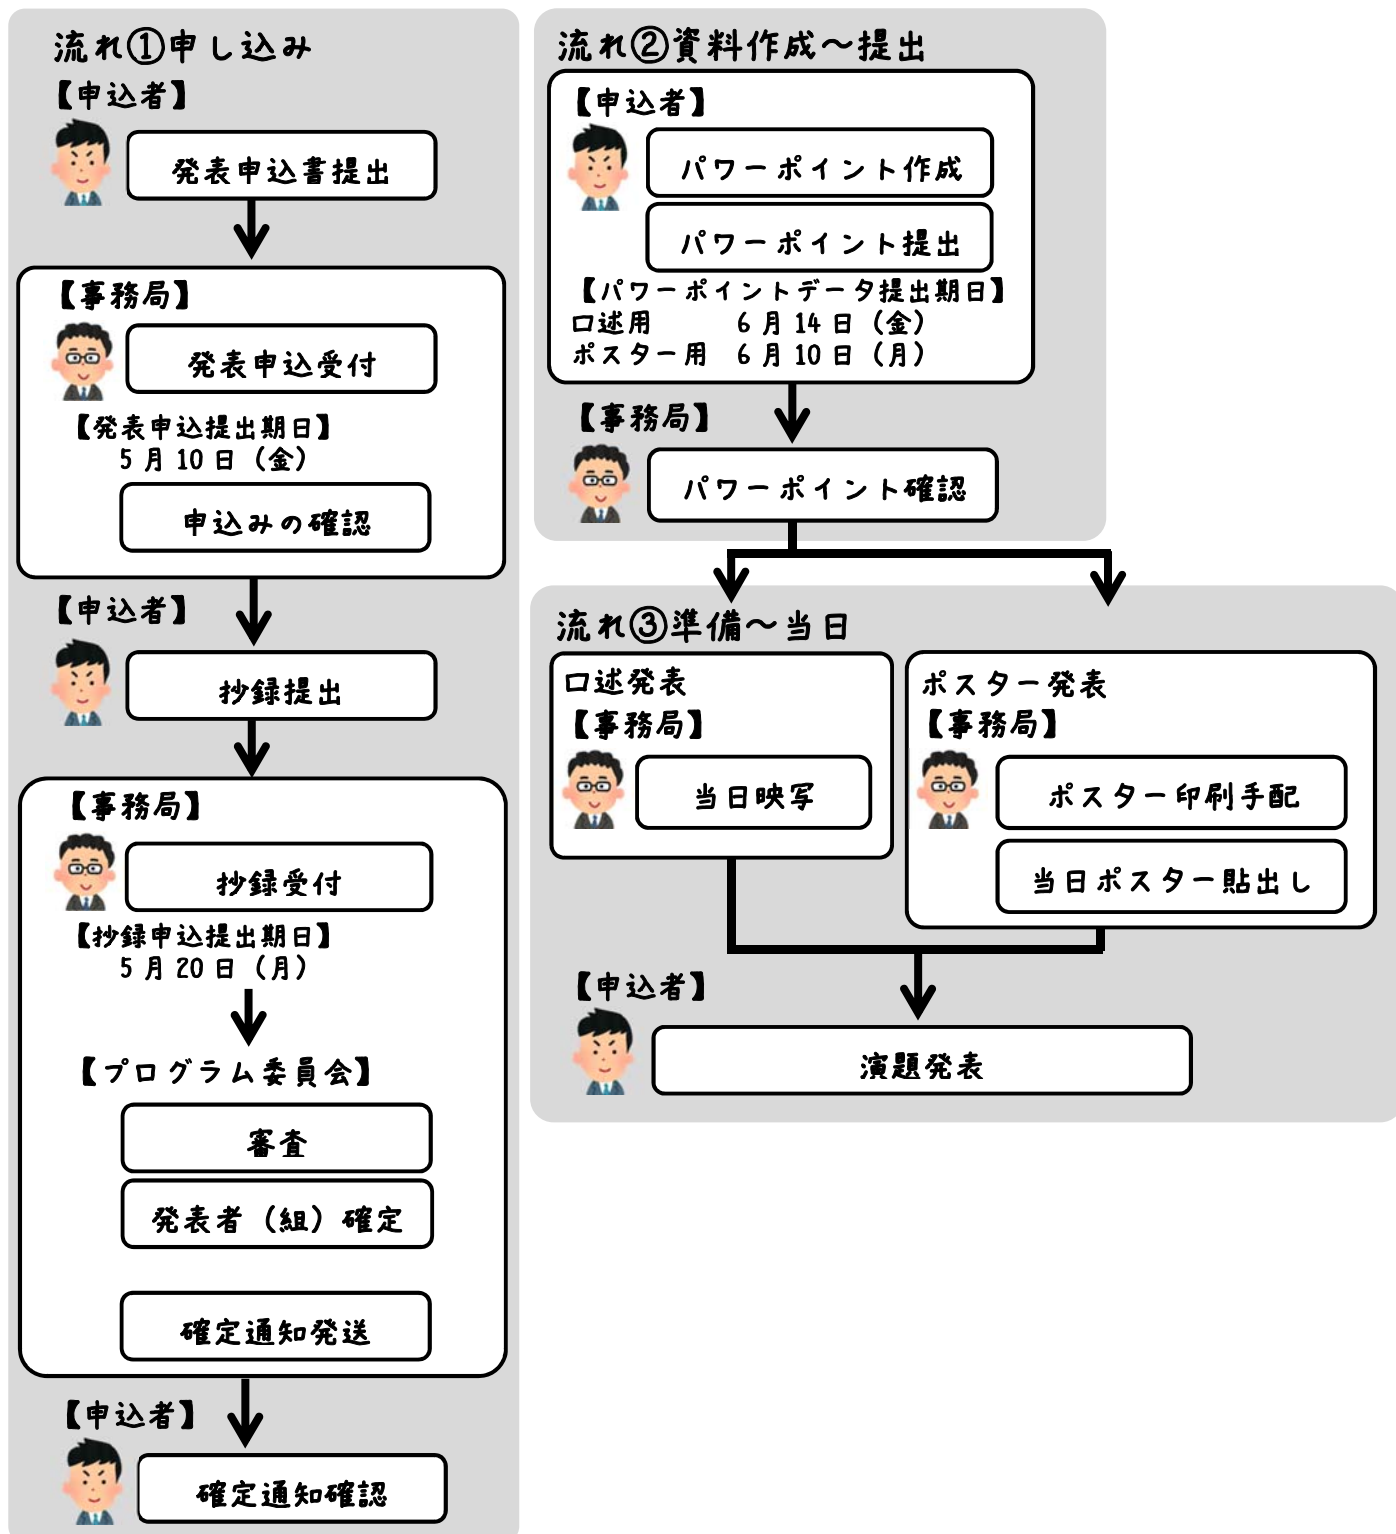 流れ①申し込み
【申込者】
発表申込書提出
【事務局】
発表申込受付
【発表申込提出期日】
5月10日（金）
申込みの確認
【申込者】
抄録提出
【事務局】
抄録受付
【抄録申込提出期日】
5月20日（月）
【プログラム委員会】
審査
発表者（組）確定
確定通知発送
【申込者】
確定通知確認
流れ②資料作成～提出
【申込者】
パワーポイント作成
パワーポイント提出
【パワーポイントデータ提出期日】
口述用　　6月14日（金）
ポスター用　6月10日（月）
【事務局】
パワーポイント確認
流れ③準備～当日
口述発表
【事務局】
当日映写
ポスター発表
【事務局】
ポスター印刷手配
当日ポスター貼出し
【申込者】
演題発表